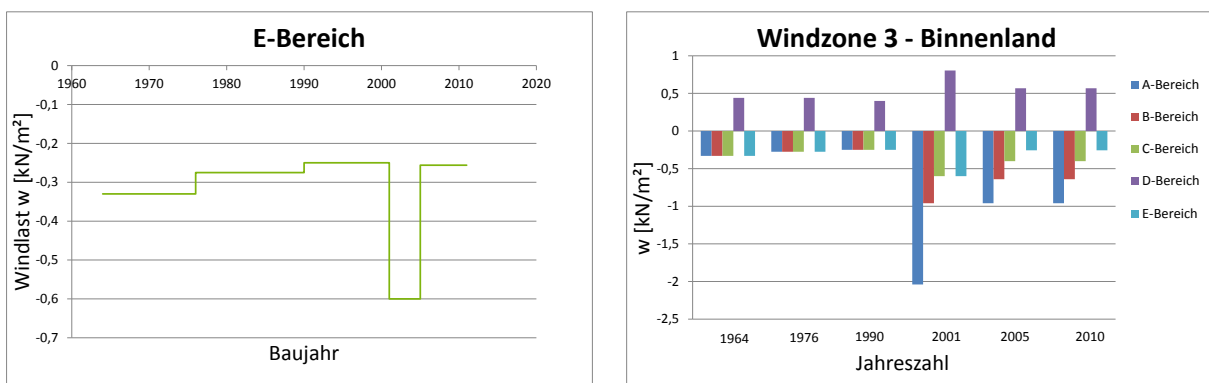 E-Bereich
0
-0,1
-0,2
-0,3
-0,4
-0,5
-0,6
-0,7
1960 1970 1980 1990 2000 2010 2020
Windlast w [kN/m²]
Baujahr
Windzone 3 - Binnenland
1
0,5
0
-0,5
-1
-1,5
-2
-2,5
w [kN/m²]
1964 1976 1990 2001 2005 2010
Jahreszahl
A-Bereich
B-Bereich
C-Bereich
D-Bereich
E-Bereich